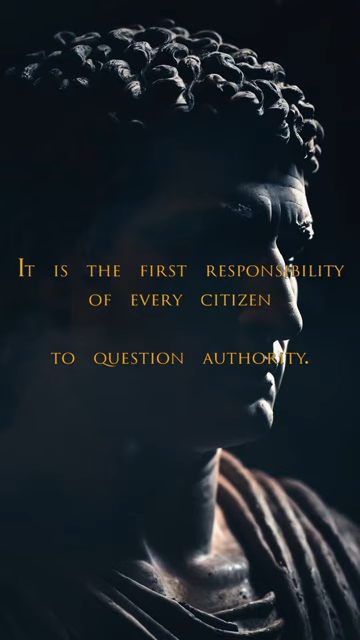 It is the first responsibility
of every citizen
to question authority.